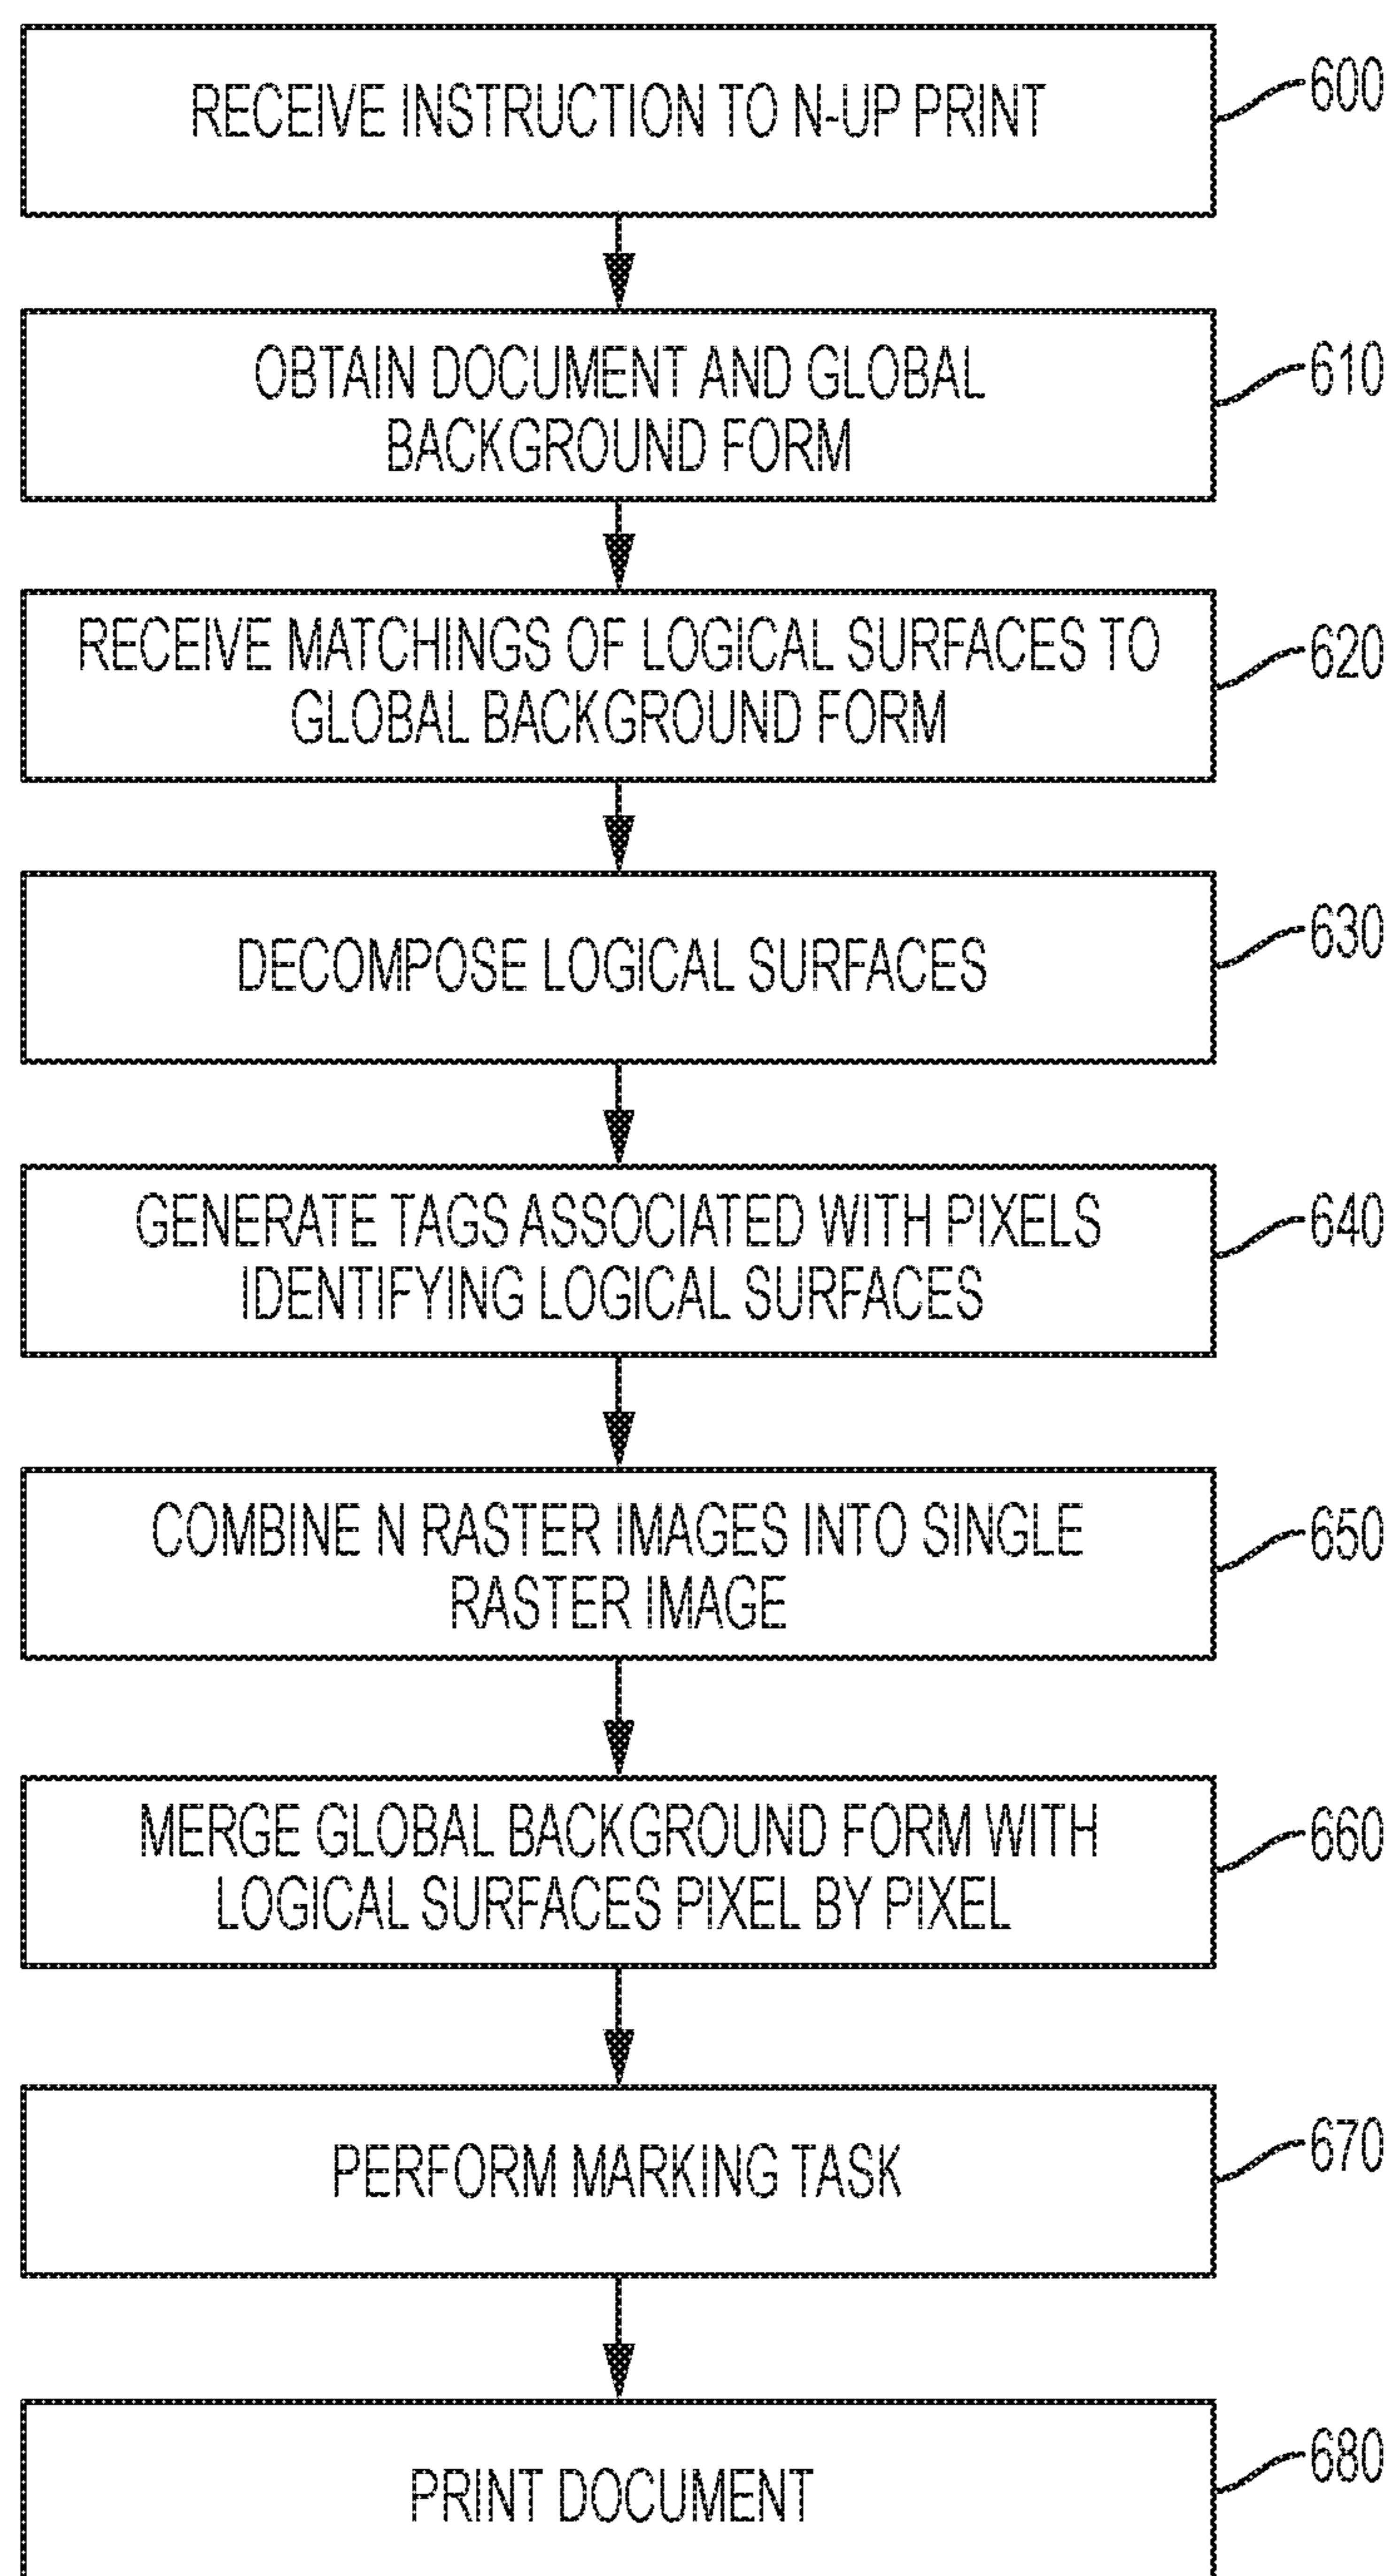 RECEIVE INSTRUCTION TO N-UP PRINT
600
OBTAIN DOCUMENT AND GLOBAL
BACKGROUND FORM
610
RECEIVE MATCHINGS OF LOGICAL SURFACES TO
GLOBAL BACKGROUND FORM
620
DECOMPOSE LOGICAL SURFACES
630
GENERATE TAGS ASSOCIATED WITH PIXELS
IDENTIFYING LOGICAL SURFACES
640
COMBINE N RASTER IMAGES INTO SINGLE
RASTER IMAGE
650
MERGE GLOBAL BACKGROUND FORM WITH
LOGICAL SURFACES PIXEL BY PIXEL
660
PERFORM MARKING TASK
670
PRINT DOCUMENT
680